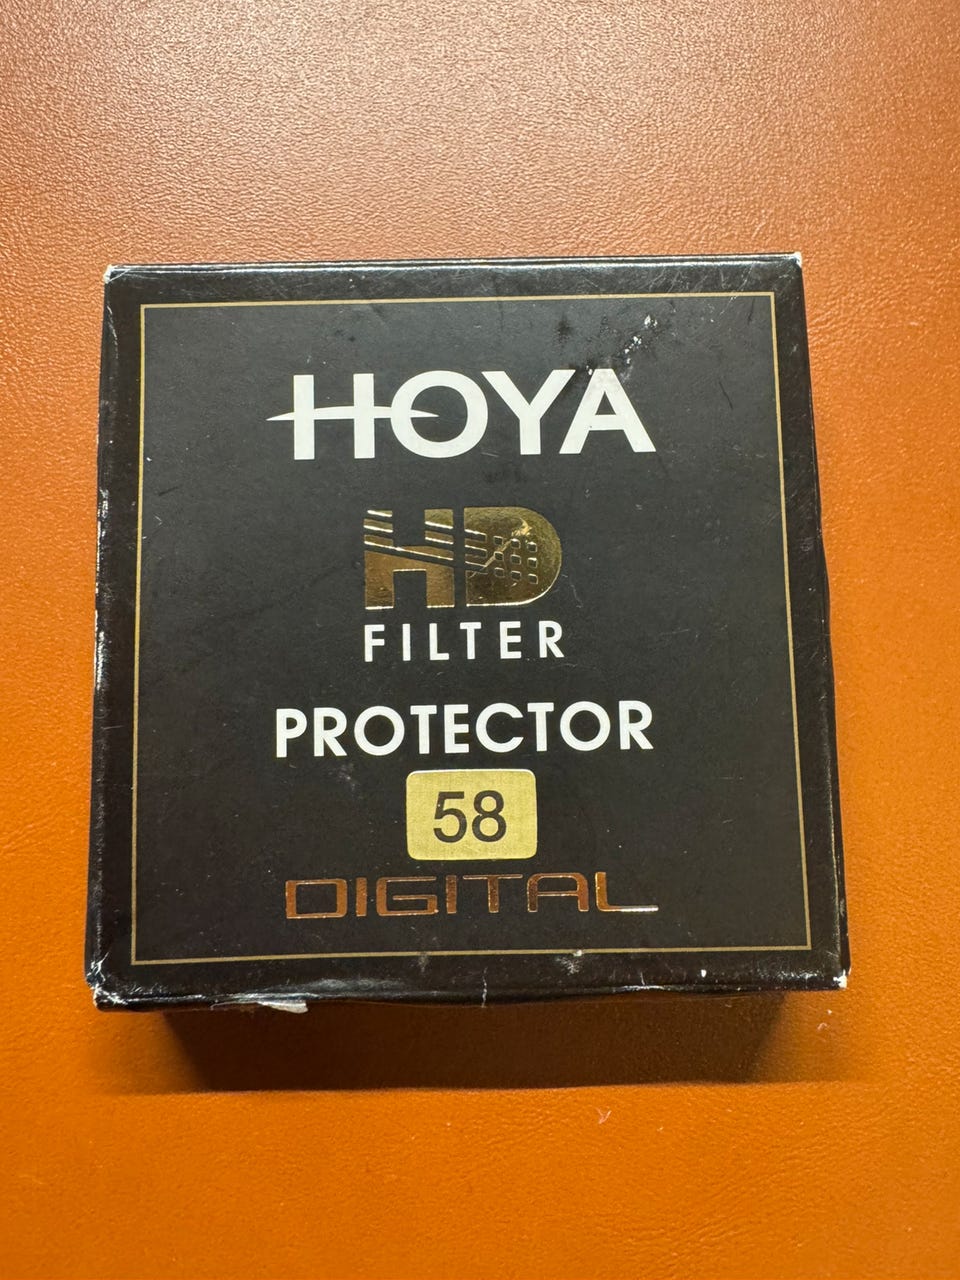 HOYA
HD
FILTER
PROTECTOR
58
DIGITAL